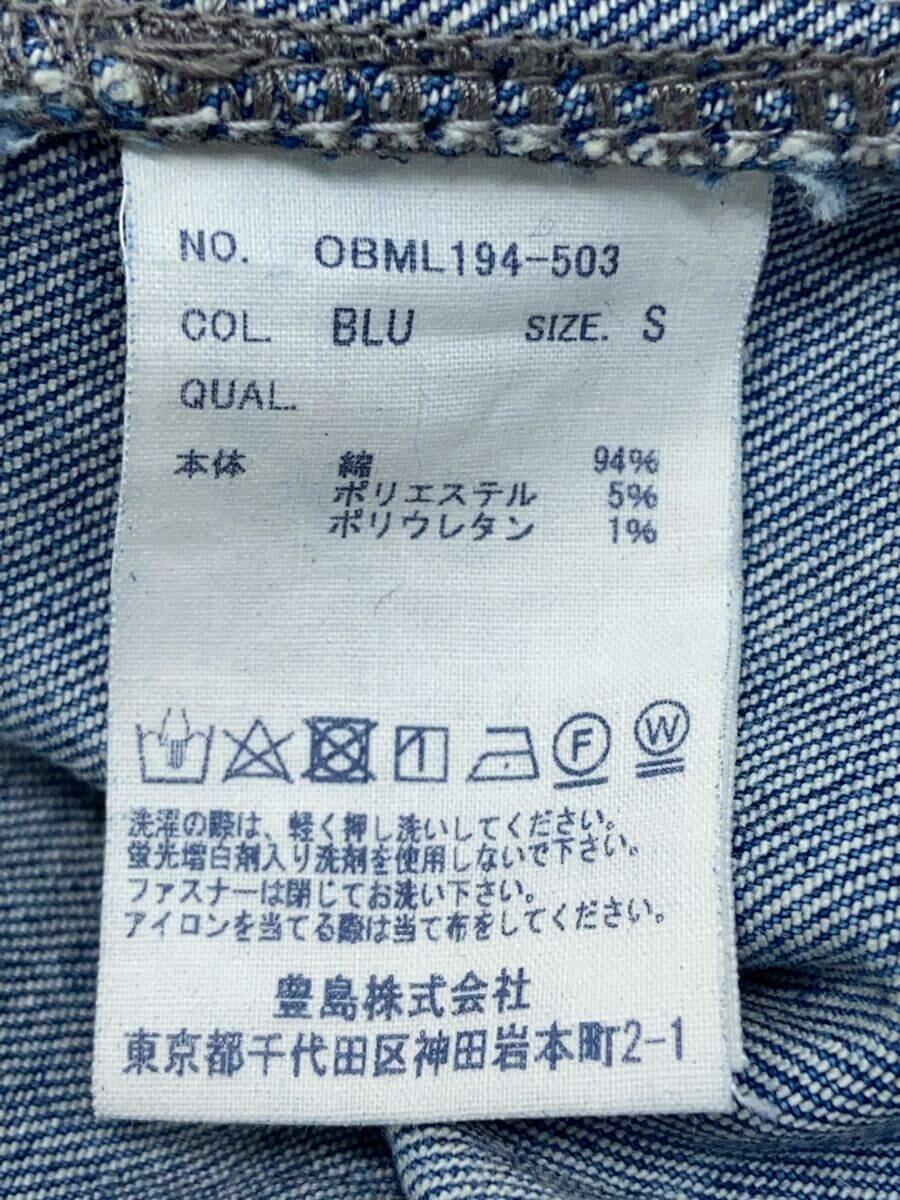 NO. OBML194-503
COL. BLU SIZE. S
QUAL.
本体 綿 94%
ポリエステル 5%
ポリウレタン 1%
1 F W
洗濯の際は、軽く押し洗いしてください。
蛍光増白剤入り洗剤を使用しないで下さい。
ファスナーは閉じてお洗い下さい。
アイロンを当てる際は当て布をしてください。
豊島株式会社
東京都千代田区神田岩本町2-1